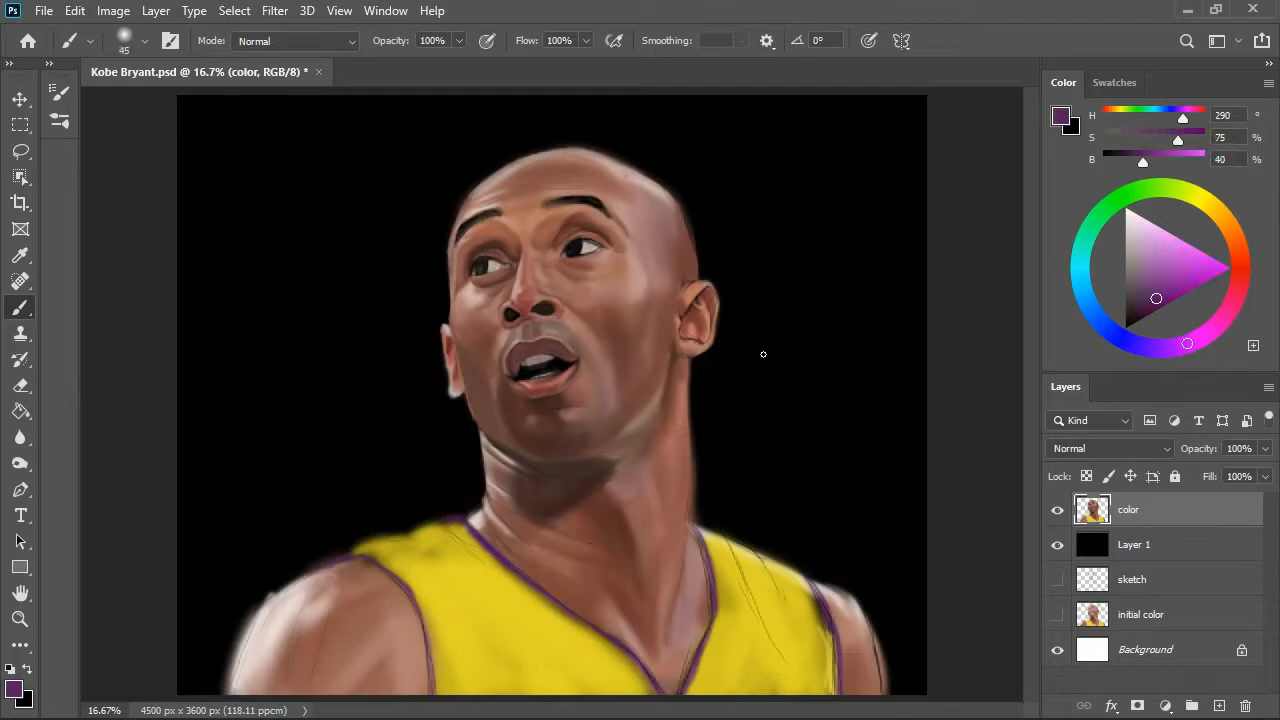 Ps File Edit Image Layer Type Select Filter 3D View Window Help
45 Mode: Normal Opacity: 100% Flow: 100% Smoothing: 0°
Kobe Bryant.psd @ 16.7% (color, RGB/8) *
Color Swatches
H 290 °
S 75 %
B 40 %
Layers
Kind
Normal Opacity: 100%
Lock: Fill: 100%
color
Layer 1
sketch
initial color
Background
16.67% 4500 px x 3600 px (118.11 ppcm)